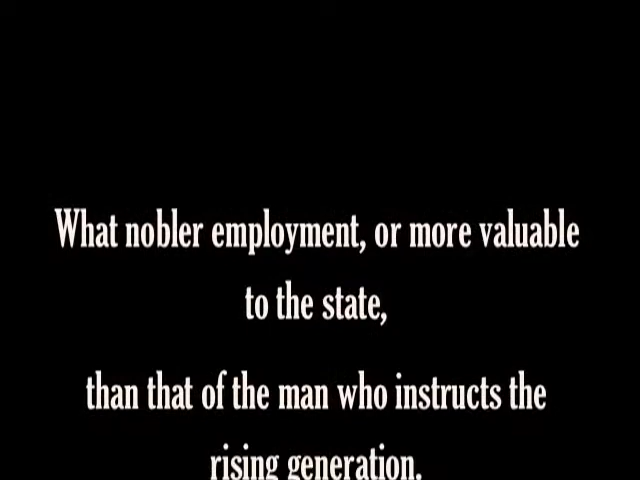 What nobler employment, or more valuable
to the state,
than that of the man who instructs the
rising generation.